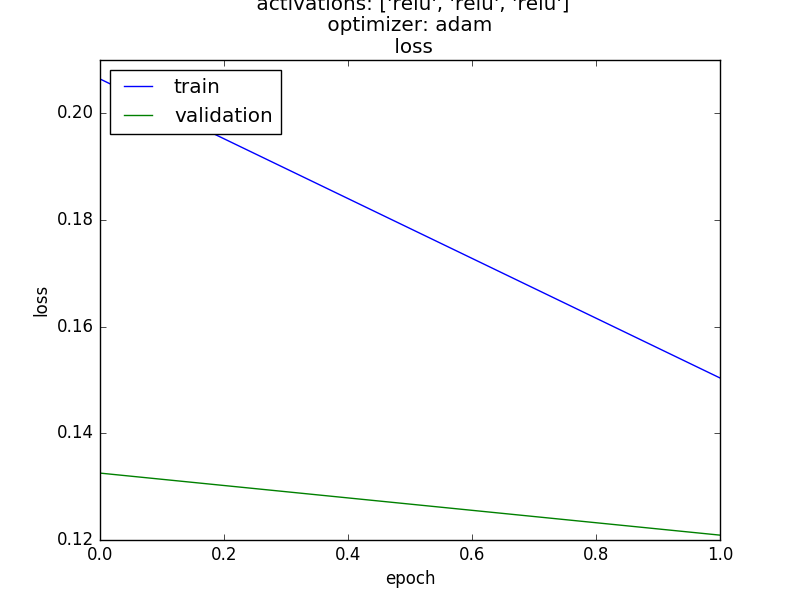 activations: ['relu', 'relu', 'relu']
optimizer: adam
loss
train
validation
0.20
0.18
0.16
0.14
0.12
loss
0.0 0.2 0.4 0.6 0.8 1.0
epoch